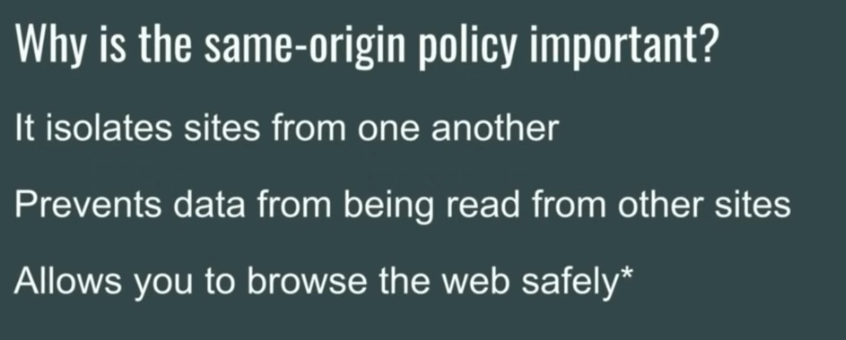 Why is the same-origin policy important?
It isolates sites from one another
Prevents data from being read from other sites
Allows you to browse the web safely*